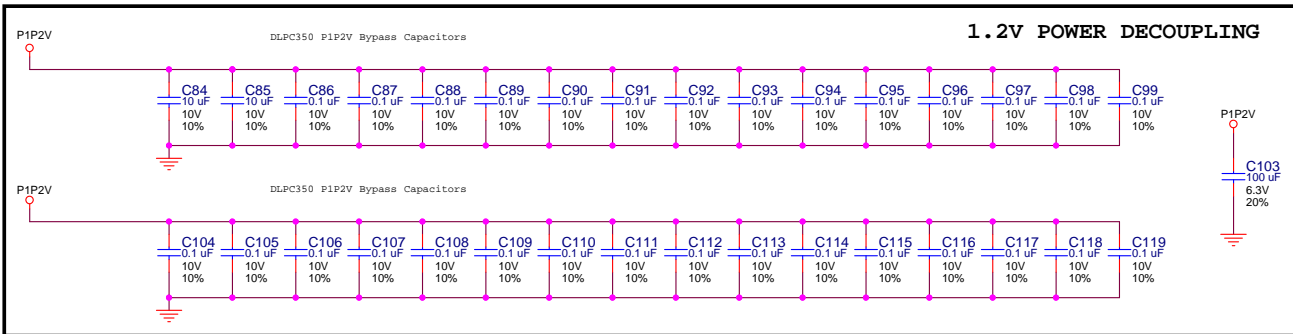 1.2V POWER DECOUPLING
P1P2V
DLPC350 P1P2V Bypass Capacitors
C84
10 uF
10V
10%
C85
10 uF
10V
10%
C86
0.1 uF
10V
10%
C87
0.1 uF
10V
10%
C88
0.1 uF
10V
10%
C89
0.1 uF
10V
10%
C90
0.1 uF
10V
10%
C91
0.1 uF
10V
10%
C92
0.1 uF
10V
10%
C93
0.1 uF
10V
10%
C94
0.1 uF
10V
10%
C95
0.1 uF
10V
10%
C96
0.1 uF
10V
10%
C97
0.1 uF
10V
10%
C98
0.1 uF
10V
10%
C99
0.1 uF
10V
10%
P1P2V
C103
100 uF
6.3V
20%
P1P2V
DLPC350 P1P2V Bypass Capacitors
C104
0.1 uF
10V
10%
C105
0.1 uF
10V
10%
C106
0.1 uF
10V
10%
C107
0.1 uF
10V
10%
C108
0.1 uF
10V
10%
C109
0.1 uF
10V
10%
C110
0.1 uF
10V
10%
C111
0.1 uF
10V
10%
C112
0.1 uF
10V
10%
C113
0.1 uF
10V
10%
C114
0.1 uF
10V
10%
C115
0.1 uF
10V
10%
C116
0.1 uF
10V
10%
C117
0.1 uF
10V
10%
C118
0.1 uF
10V
10%
C119
0.1 uF
10V
10%